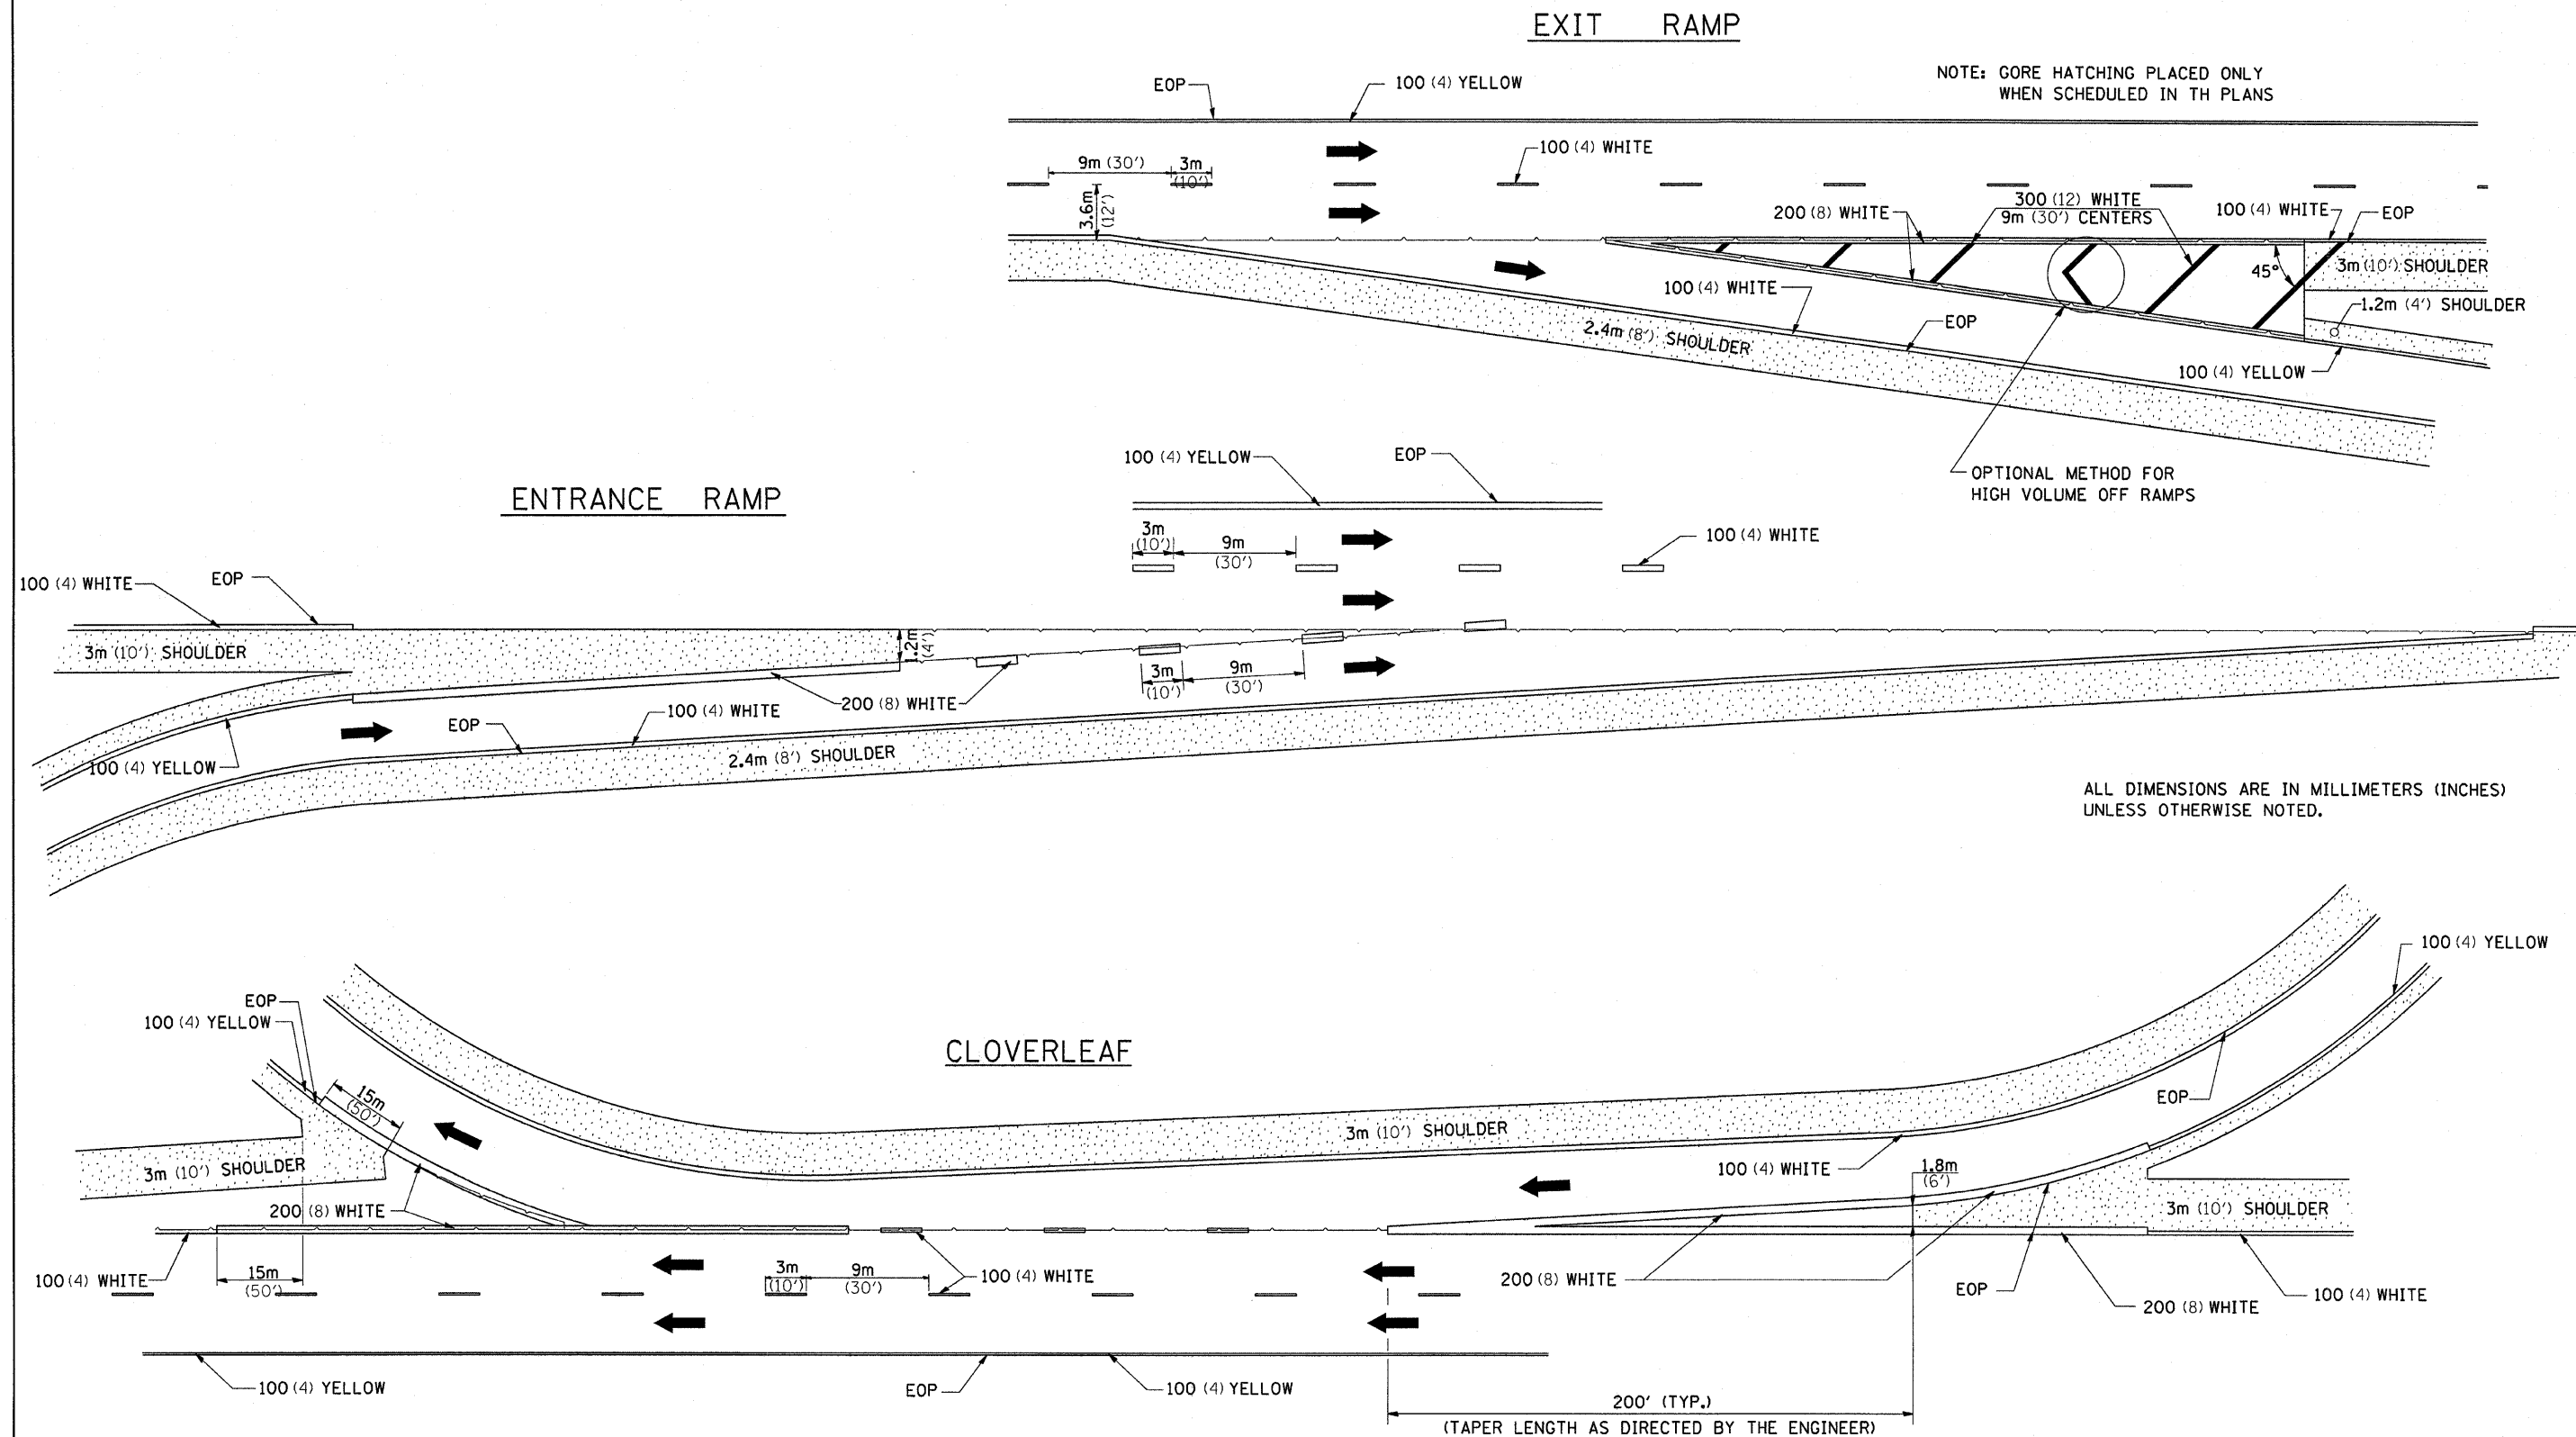 EXIT RAMP
NOTE: GORE HATCHING PLACED ONLY
WHEN SCHEDULED IN TH PLANS
EOP
100 (4) YELLOW
9m (30')
3m
(10')
100 (4) WHITE
3.6m
(12')
200 (8) WHITE
300 (12) WHITE
9m (30') CENTERS
100 (4) WHITE
EOP
45°
3m (10') SHOULDER
1.2m (4') SHOULDER
100 (4) WHITE
EOP
2.4m (8') SHOULDER
100 (4) YELLOW
OPTIONAL METHOD FOR
HIGH VOLUME OFF RAMPS
ENTRANCE RAMP
100 (4) YELLOW
EOP
3m
(10')
9m
(30')
100 (4) WHITE
100 (4) WHITE
EOP
3m (10') SHOULDER
1.2m
(4')
3m
(10')
9m
(30')
200 (8) WHITE
100 (4) WHITE
EOP
100 (4) YELLOW
2.4m (8') SHOULDER
ALL DIMENSIONS ARE IN MILLIMETERS (INCHES)
UNLESS OTHERWISE NOTED.
CLOVERLEAF
EOP
100 (4) YELLOW
15m
(50')
3m (10') SHOULDER
200 (8) WHITE
100 (4) WHITE
15m
(50')
3m
(10')
9m
(30')
100 (4) WHITE
100 (4) YELLOW
EOP
100 (4) YELLOW
3m (10') SHOULDER
100 (4) WHITE
1.8m
(6')
100 (4) YELLOW
EOP
3m (10') SHOULDER
200 (8) WHITE
EOP
200 (8) WHITE
100 (4) WHITE
200' (TYP.)
(TAPER LENGTH AS DIRECTED BY THE ENGINEER)